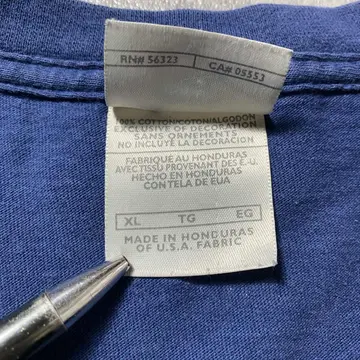 RN# 56323 CA# 05553
100% COTTON/COTON/ALGODON
EXCLUSIVE OF DECORATION
SANS ORNEMENTS
NO INCLUYE LA DECORACION
FABRIQUÉ AU HONDURAS
AVEC TISSU PROVENANT DES É.-U.
HECHO EN HONDURAS
CON TELA DE EUA
XL TG EG
MADE IN HONDURAS
OF U.S.A. FABRIC